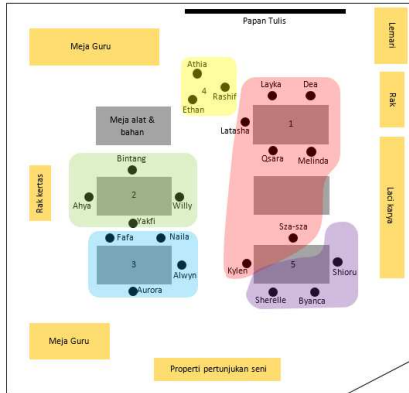 Papan Tulis
Meja Guru
Lemari
Athia
4
Rashif
Ethan
Layka
Dea
Rak
Latasha
1
Meja alat &
bahan
Qsara
Melinda
Bintang
Rak kertas
2
Ahya
Willy
Laci karya
Yakfi
Fafa
Naila
Sza-sza
3
Alwyn
Kylen
5
Shioru
Aurora
Sherelle
Byanca
Meja Guru
Properti pertunjukan seni